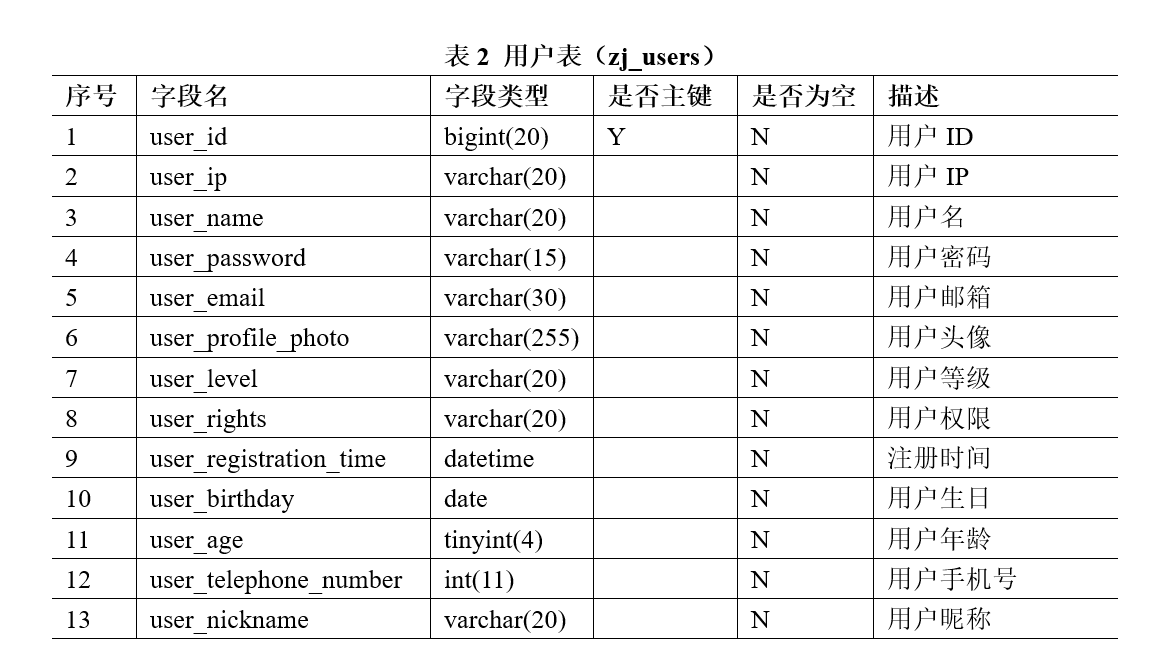 表 2 用户表（zj_users）
序号 字段名 字段类型 是否主键 是否为空 描述
1 user_id bigint(20) Y N 用户 ID
2 user_ip varchar(20) N 用户 IP
3 user_name varchar(20) N 用户名
4 user_password varchar(15) N 用户密码
5 user_email varchar(30) N 用户邮箱
6 user_profile_photo varchar(255) N 用户头像
7 user_level varchar(20) N 用户等级
8 user_rights varchar(20) N 用户权限
9 user_registration_time datetime N 注册时间
10 user_birthday date N 用户生日
11 user_age tinyint(4) N 用户年龄
12 user_telephone_number int(11) N 用户手机号
13 user_nickname varchar(20) N 用户昵称